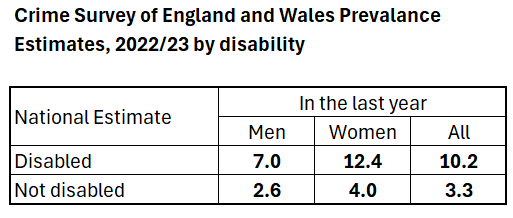 Crime Survey of England and Wales Prevalance
Estimates, 2022/23 by disability
National Estimate
In the last year
Men Women All
Disabled 7.0 12.4 10.2
Not disabled 2.6 4.0 3.3